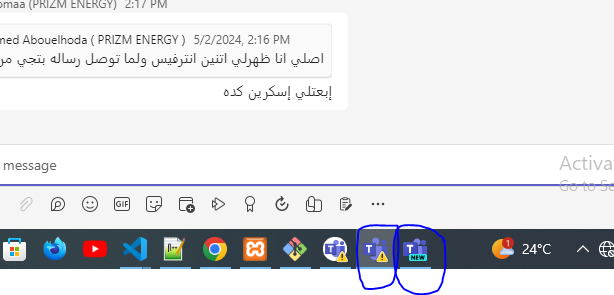 omaa (PRIZM ENERGY) 2:17 PM
med Abouelhoda ( PRIZM ENERGY ) 5/2/2024, 2:16 PM
اصلي انا ظهرلي اتنين انترفيس ولما توصل رساله بتجي مر
إبعتلي إسكرين كده
message
Activa
Go to Se
GIF
NEW
1
24°C